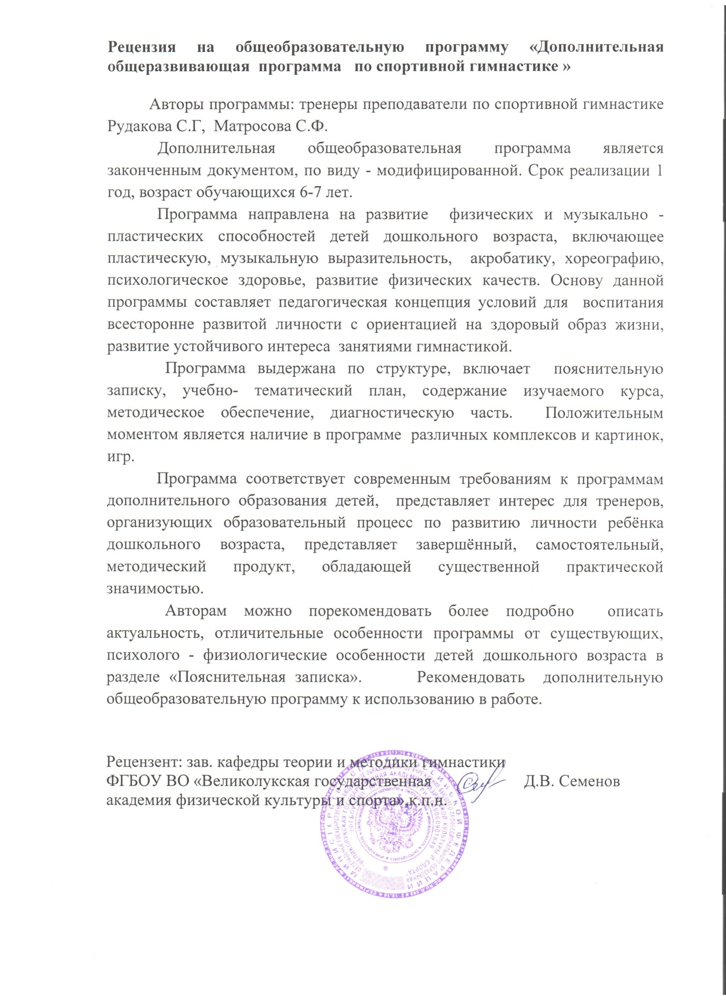 Рецензия на общеобразовательную программу «Дополнительная
общеразвивающая программа по спортивной гимнастике »
Авторы программы: тренеры преподаватели по спортивной гимнастике
Рудакова С.Г, Матросова С.Ф.
Дополнительная общеобразовательная программа является
законченным документом, по виду - модифицированной. Срок реализации 1
год, возраст обучающихся 6-7 лет.
Программа направлена на развитие физических и музыкально -
пластических способностей детей дошкольного возраста, включающее
пластическую, музыкальную выразительность, акробатику, хореографию,
психологическое здоровье, развитие физических качеств. Основу данной
программы составляет педагогическая концепция условий для воспитания
всесторонне развитой личности с ориентацией на здоровый образ жизни,
развитие устойчивого интереса занятиями гимнастикой.
Программа выдержана по структуре, включает пояснительную
записку, учебно- тематический план, содержание изучаемого курса,
методическое обеспечение, диагностическую часть. Положительным
моментом является наличие в программе различных комплексов и картинок,
игр.
Программа соответствует современным требованиям к программам
дополнительного образования детей, представляет интерес для тренеров,
организующих образовательный процесс по развитию личности ребёнка
дошкольного возраста, представляет завершённый, самостоятельный,
методический продукт, обладающей существенной практической
значимостью.
Авторам можно порекомендовать более подробно описать
актуальность, отличительные особенности программы от существующих,
психолого - физиологические особенности детей дошкольного возраста в
разделе «Пояснительная записка». Рекомендовать дополнительную
общеобразовательную программу к использованию в работе.
Рецензент: зав. кафедры теории и методики гимнастики
ФГБОУ ВО «Великолукская государственная Д.В. Семенов
академия физической культуры и спорта»,к.п.н.
МИНИСТЕРСТВО СПОРТА РОССИЙСКОЙ ФЕДЕРАЦИИ